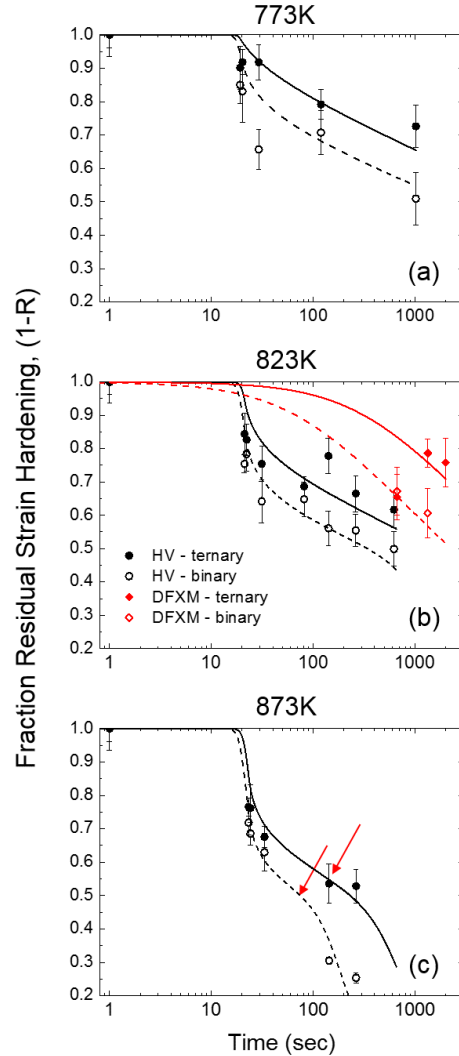 773K
Fraction Residual Strain Hardening, (1-R)
1.0
0.9
0.8
0.7
0.6
0.5
0.4
0.3
0.2
(a)
1 10 100 1000
823K
1.0
0.9
0.8
0.7
0.6
0.5
0.4
0.3
0.2
HV - ternary
HV - binary
DFXM - ternary
DFXM - binary
(b)
1 10 100 1000
873K
1.0
0.9
0.8
0.7
0.6
0.5
0.4
0.3
0.2
(c)
1 10 100 1000
Time (sec)